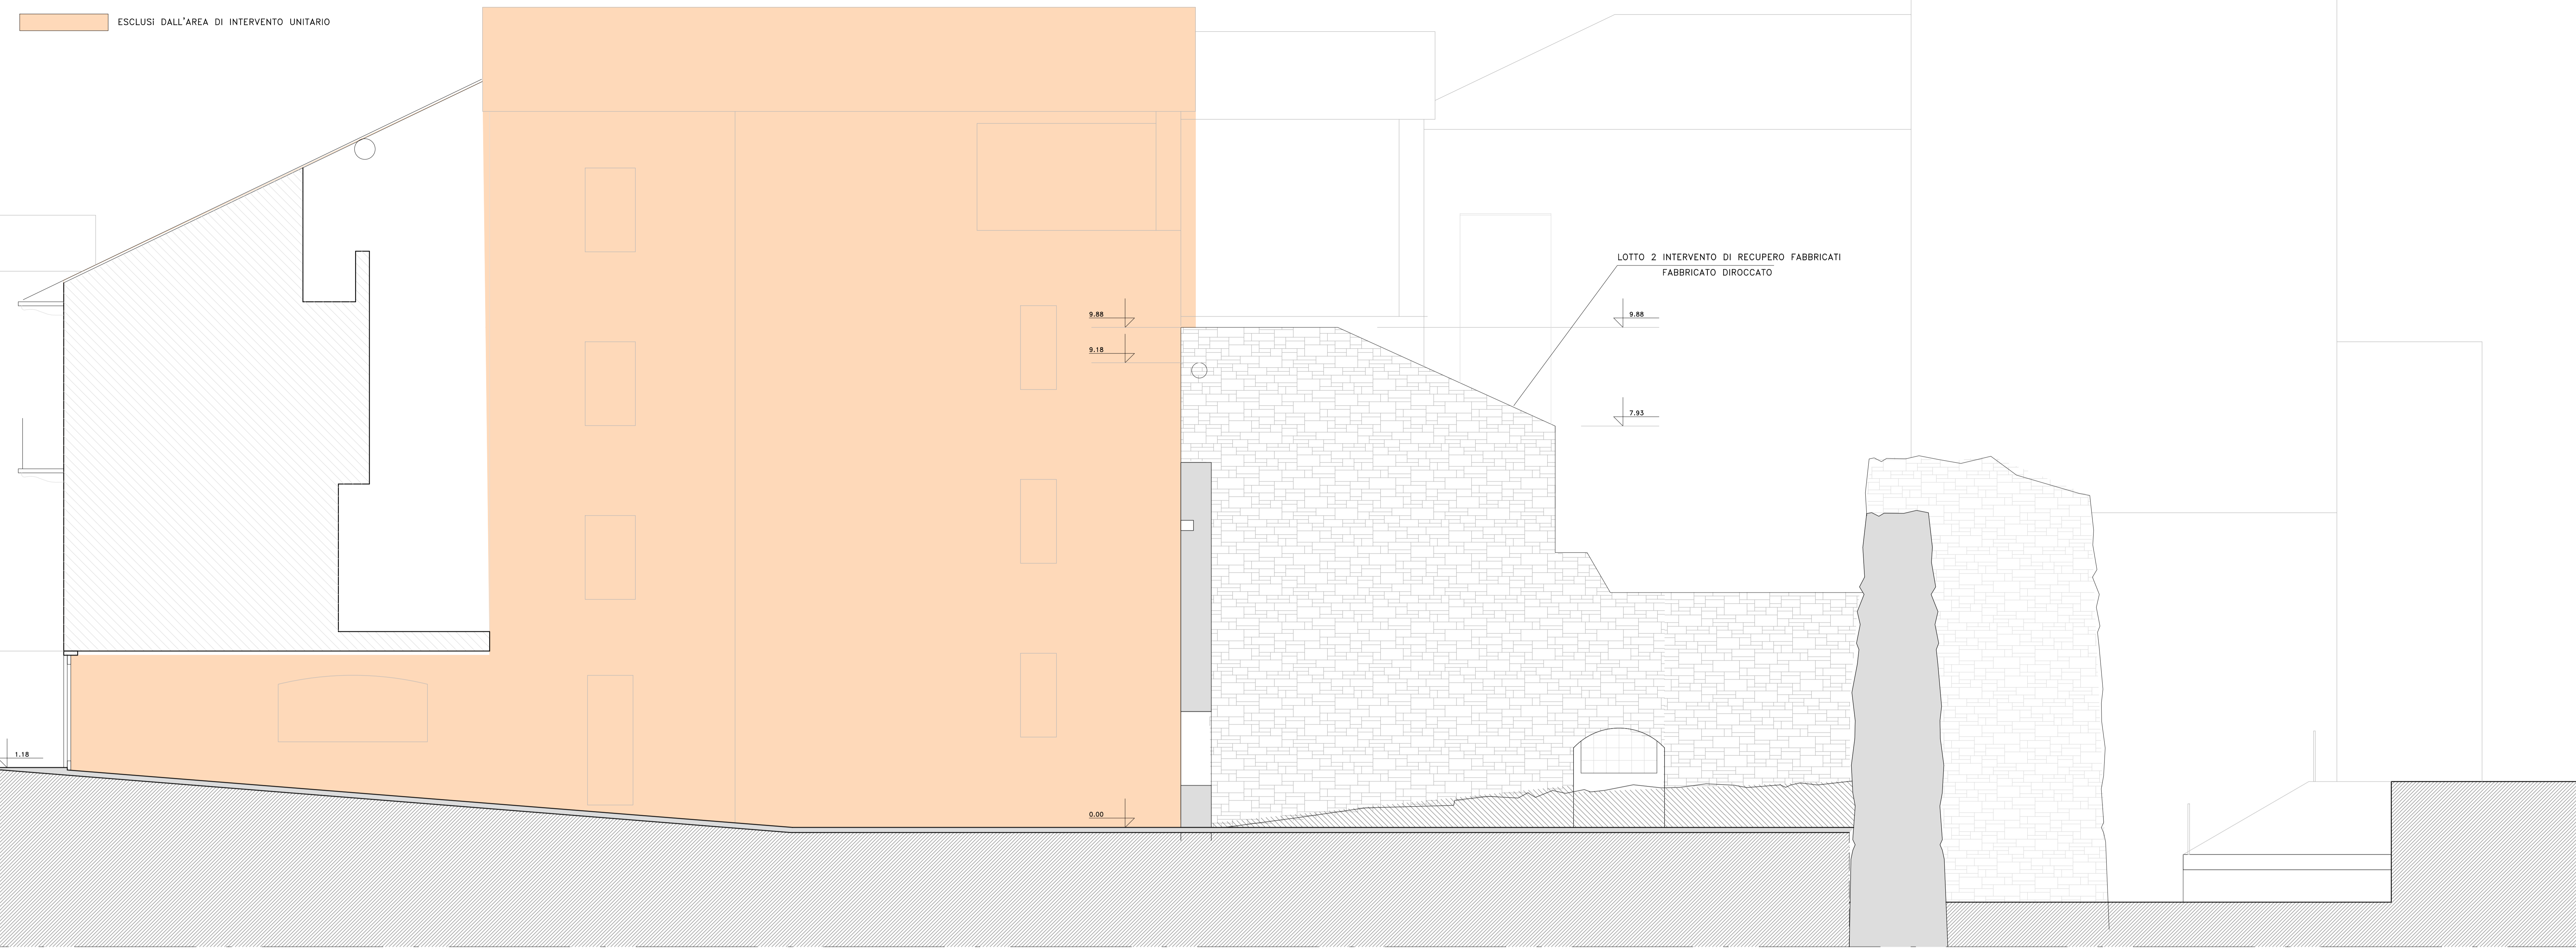 ESCLUSI DALL'AREA DI INTERVENTO UNITARIO
LOTTO 2 INTERVENTO DI RECUPERO FABBRICATI
FABBRICATO DIROCCATO
9.88
9.88
9.18
7.93
1.18
0.00